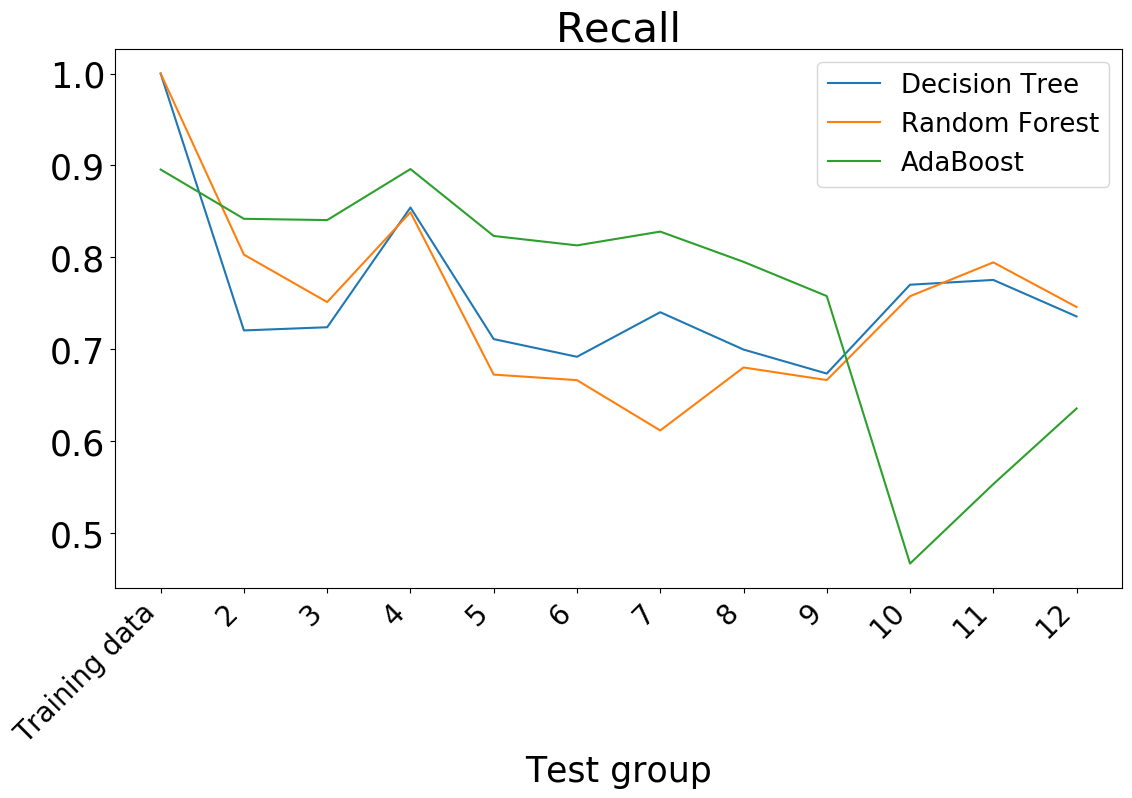 Recall
1.0
0.9
0.8
0.7
0.6
0.5
Decision Tree
Random Forest
AdaBoost
Training data
2
3
4
5
6
7
8
9
10
11
12
Test group